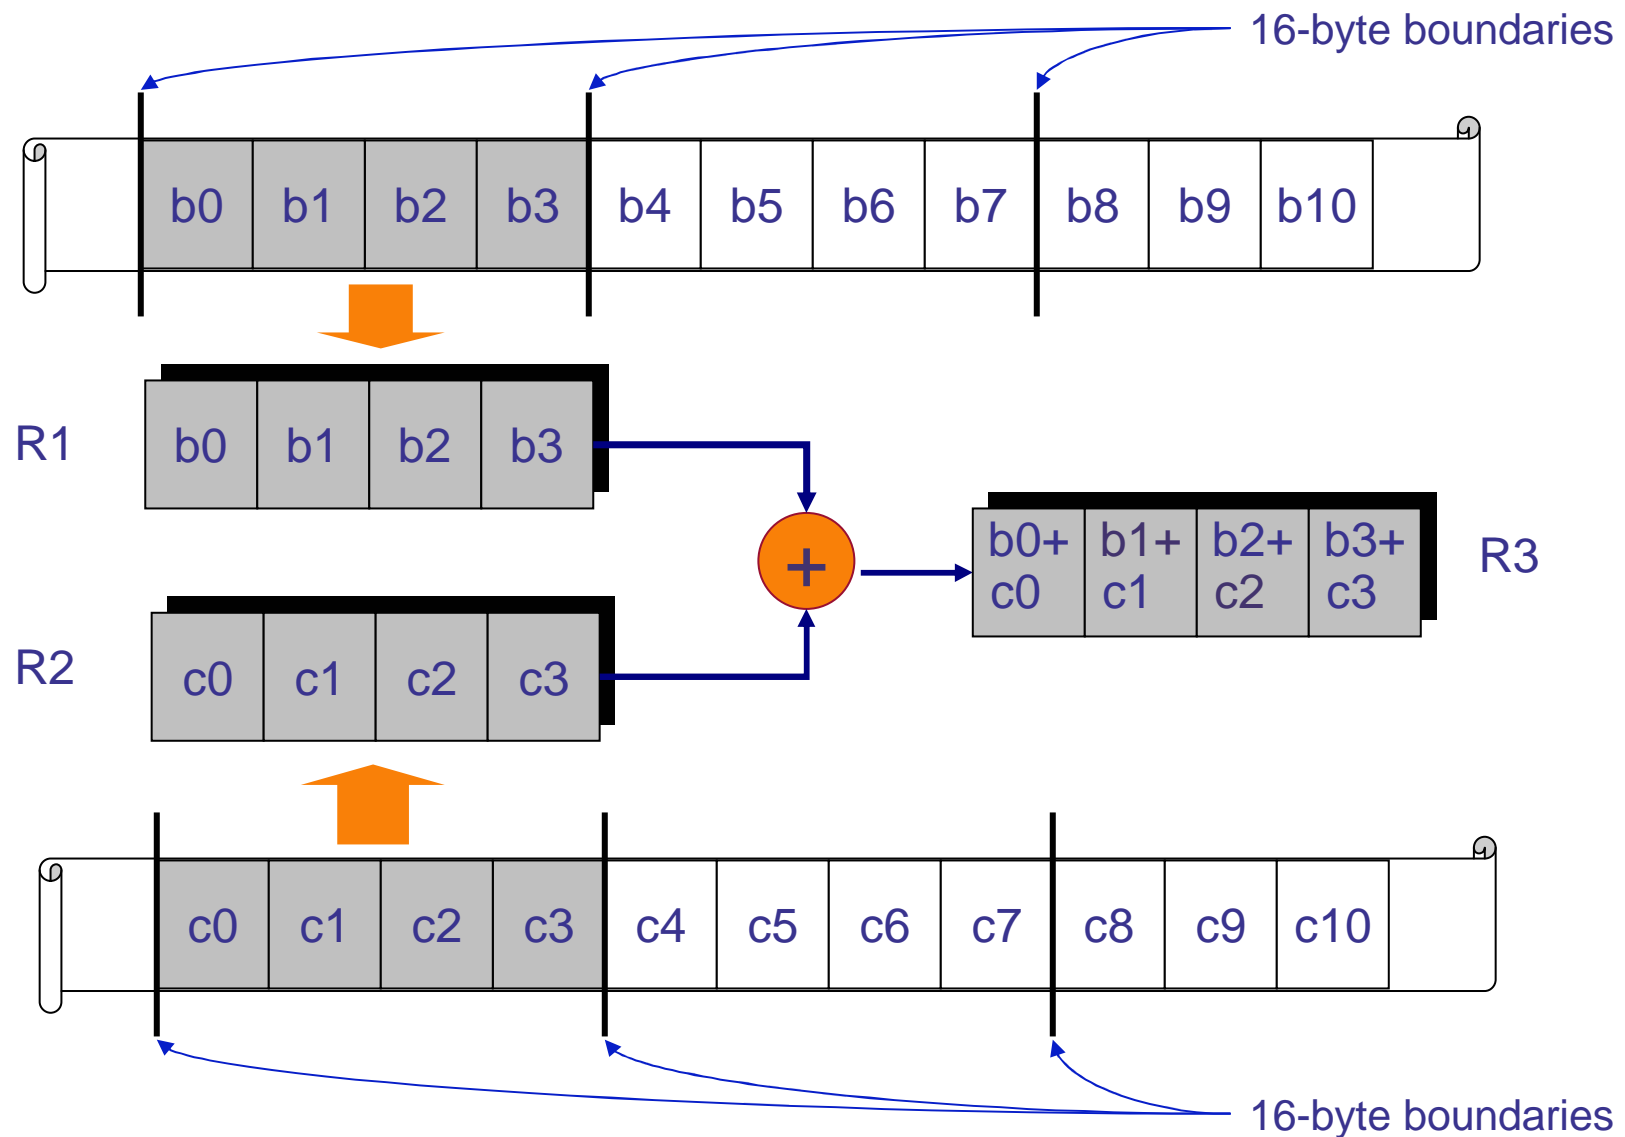 16-byte boundaries
b0 b1 b2 b3 b4 b5 b6 b7 b8 b9 b10
R1 b0 b1 b2 b3
+
b0+ b1+ b2+ b3+
c0 c1 c2 c3
R3
R2 c0 c1 c2 c3
c0 c1 c2 c3 c4 c5 c6 c7 c8 c9 c10
16-byte boundaries